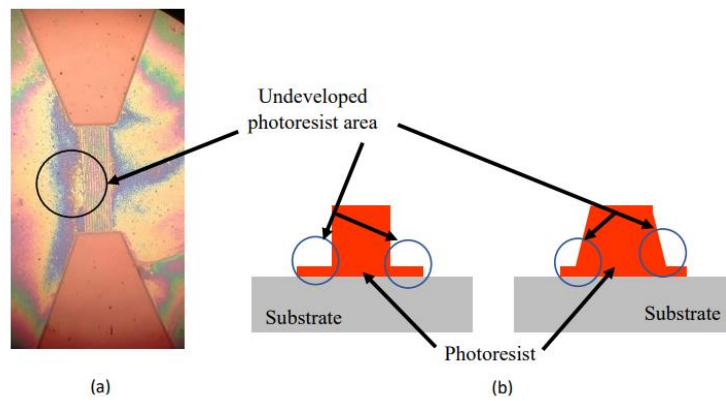 Undeveloped
photoresist area
Substrate
Substrate
Photoresist
(a)
(b)